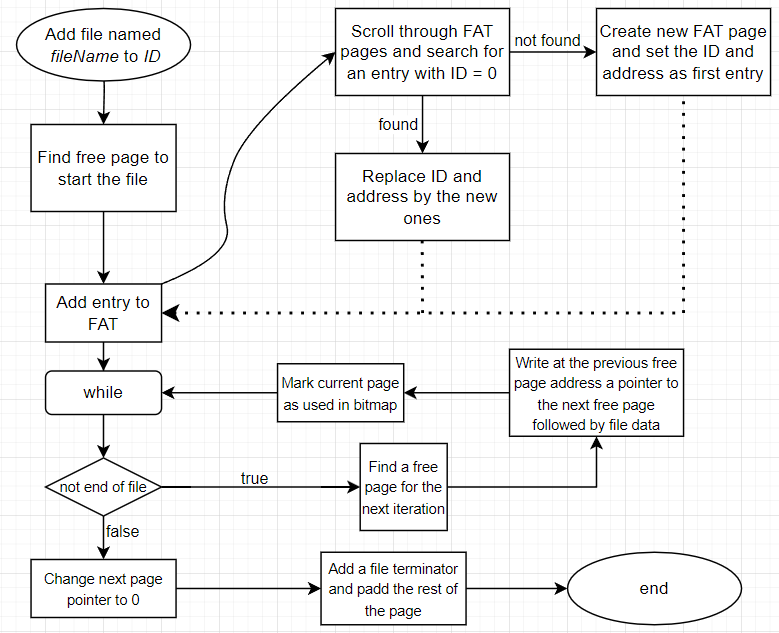 Add file named
fileName to ID
Find free page to
start the file
Add entry to
FAT
Scroll through FAT
pages and search for
an entry with ID = 0
not found
Create new FAT page
and set the ID and
address as first entry
found
Replace ID and
address by the new
ones
while
Mark current page
as used in bitmap
Write at the previous free
page address a pointer to
the next free page
followed by file data
not end of file
true
Find a free
page for the
next iteration
false
Change next page
pointer to 0
Add a file terminator
and padd the rest of
the page
end